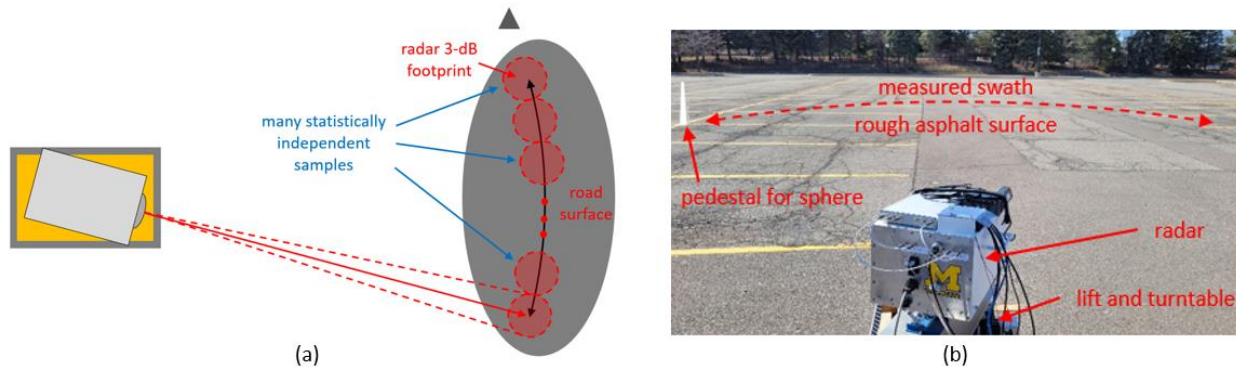 radar 3-dB
footprint
many statistically
independent
samples
road
surface
(a)
measured swath
rough asphalt surface
pedestal for sphere
radar
M
lift and turntable
(b)